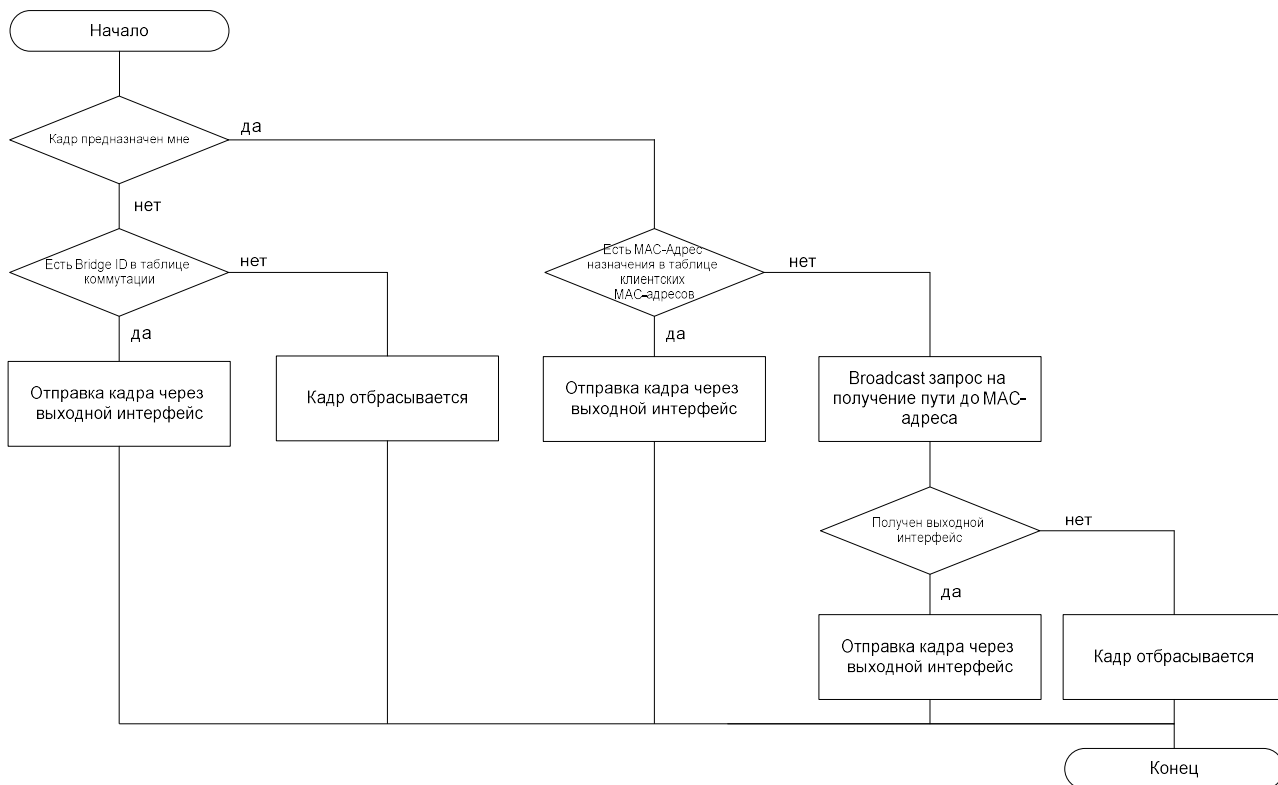 Начало
Кадр предназначен мне
да
нет
Есть Bridge ID в таблице
коммутации
нет
да
Есть MAC-Адрес
назначения в таблице
клиентских
MAC-адресов
нет
да
Отправка кадра через
выходной интерфейс
Кадр отбрасывается
Отправка кадра через
выходной интерфейс
Broadcast запрос на
получение пути до MAC-
адреса
Получен выходной
интерфейс
нет
да
Отправка кадра через
выходной интерфейс
Кадр отбрасывается
Конец